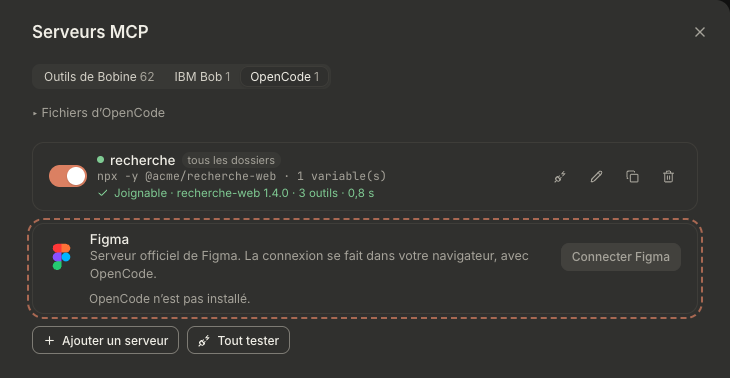 Serveurs MCP
Outils de Bobine 62 IBM Bob 1 OpenCode 1
▸ Fichiers d’OpenCode
recherche tous les dossiers
npx -y @acme/recherche-web · 1 variable(s)
✓ Joignable · recherche-web 1.4.0 · 3 outils · 0,8 s
Figma
Serveur officiel de Figma. La connexion se fait dans votre navigateur, avec
OpenCode.
Connecter Figma
OpenCode n’est pas installé.
+ Ajouter un serveur Tout tester